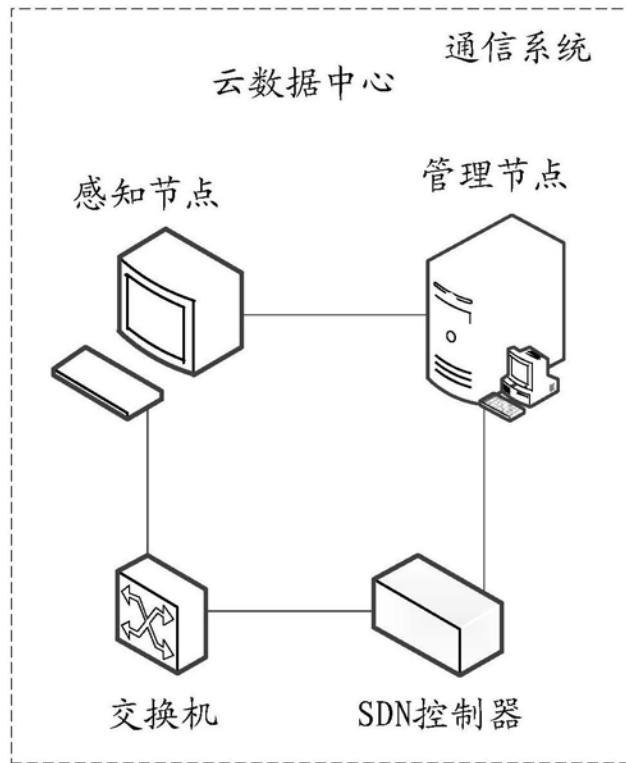 通信系统
云数据中心
感知节点
管理节点
交换机
SDN控制器